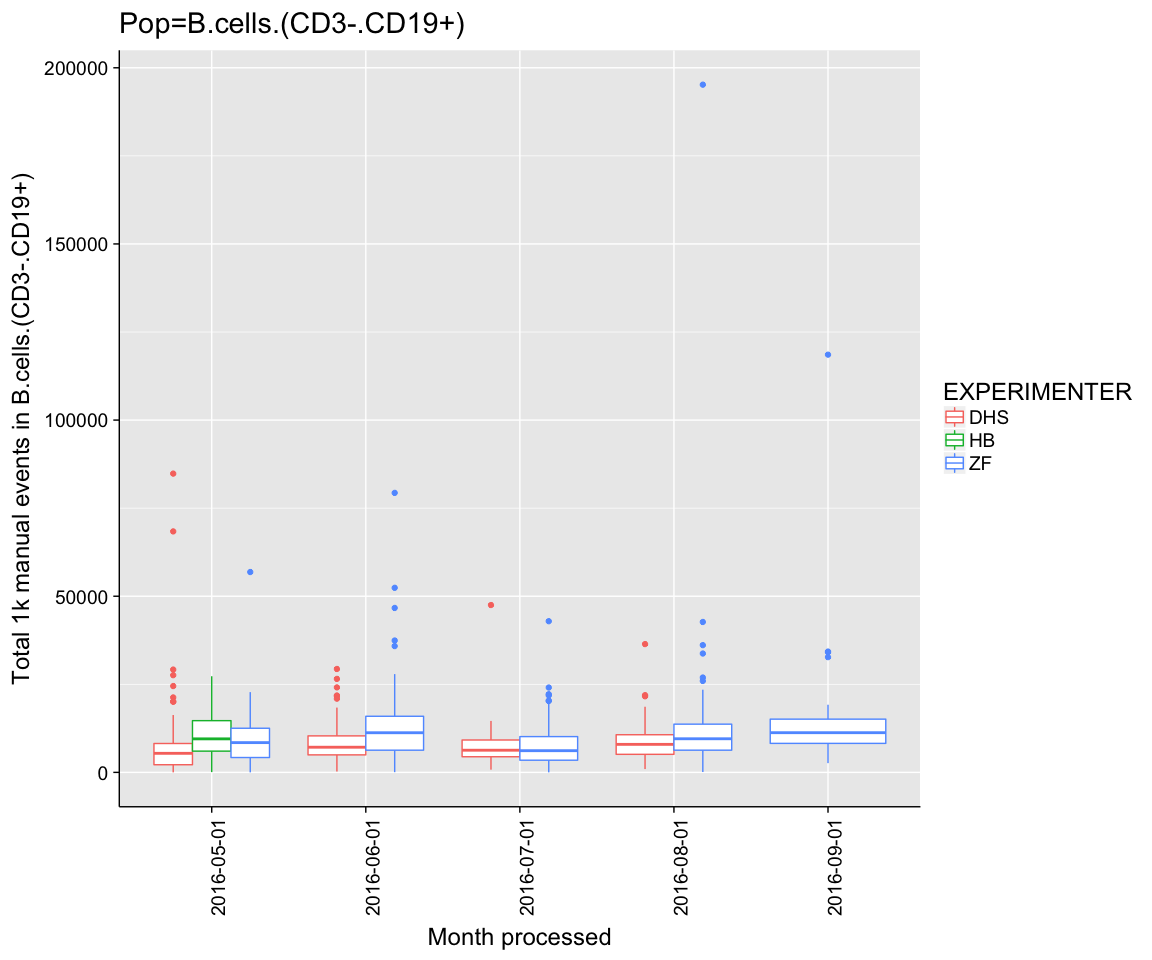 Pop=B.cells.(CD3-.CD19+)
Total 1k manual events in B.cells.(CD3-.CD19+)
200000
150000
100000
50000
0
2016-05-01
2016-06-01
2016-07-01
2016-08-01
2016-09-01
Month processed
EXPERIMENTER
DHS
HB
ZF